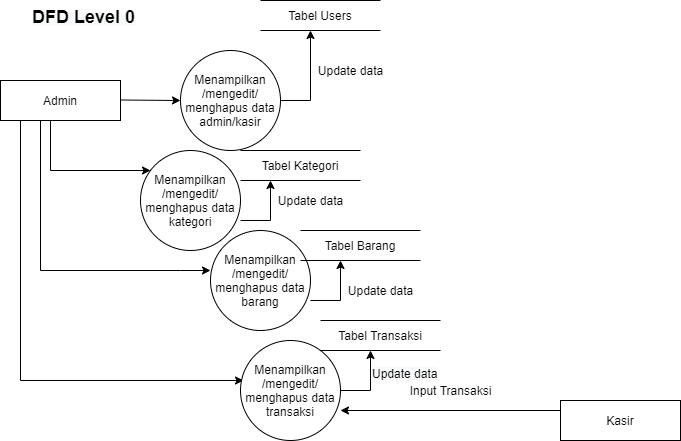 DFD Level 0
Tabel Users
Update data
Admin
Menampilkan
/mengedit/
menghapus data
admin/kasir
Tabel Kategori
Menampilkan
/mengedit/
menghapus data
kategori
Update data
Tabel Barang
Menampilkan
/mengedit/
menghapus data
barang
Update data
Tabel Transaksi
Menampilkan
/mengedit/
menghapus data
transaksi
Update data
Input Transaksi
Kasir